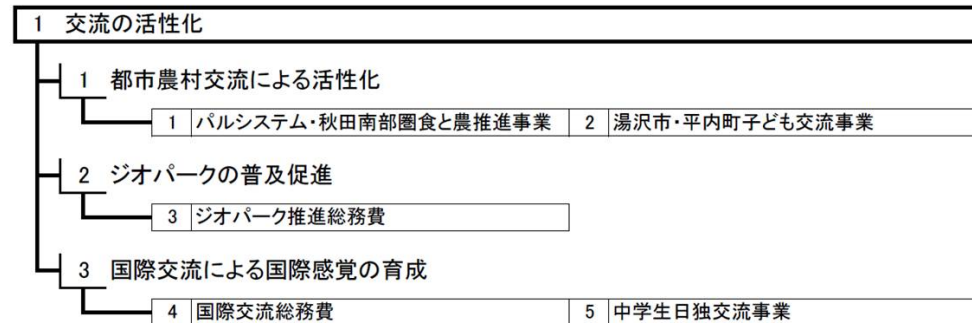 1 交流の活性化
1 都市農村交流による活性化
1 パルシステム・秋田南部圏食と農推進事業 2 湯沢市・平内町子ども交流事業
2 ジオパークの普及促進
3 ジオパーク推進総務費
3 国際交流による国際感覚の育成
4 国際交流総務費 5 中学生日独交流事業